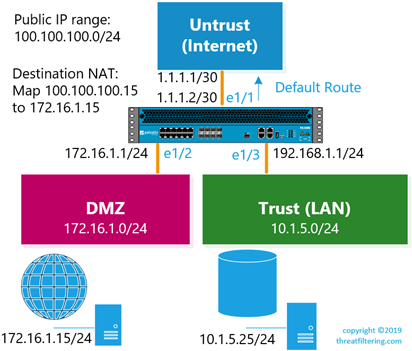 Public IP range:
100.100.100.0/24
Untrust
(Internet)
Destination NAT:
Map 100.100.100.15
to 172.16.1.15
1.1.1.1/30
1.1.1.2/30
e1/1
Default Route
172.16.1.1/24
e1/2
e1/3
192.168.1.1/24
DMZ
172.16.1.0/24
Trust (LAN)
10.1.5.0/24
172.16.1.15/24
10.1.5.25/24
copyright ©2019
threatfiltering.com